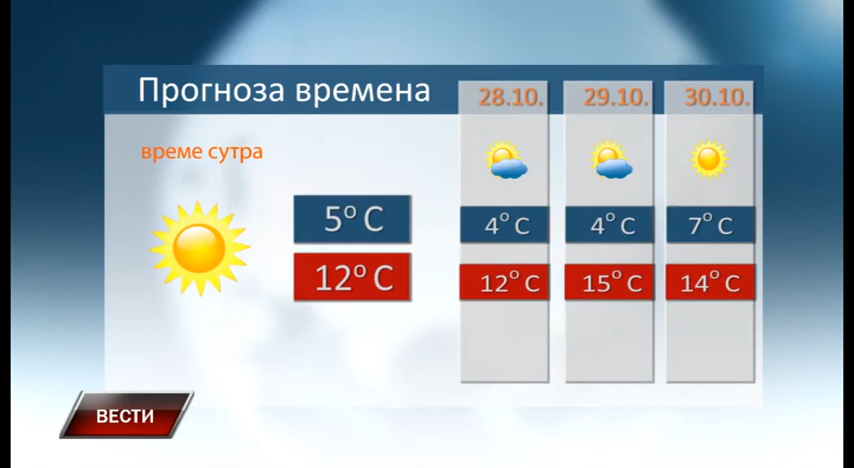 Прогноза времена
време сутра
5° C
12° C
28.10.
4° C
12° C
29.10.
4° C
15° C
30.10.
7° C
14° C
ВЕСТИ